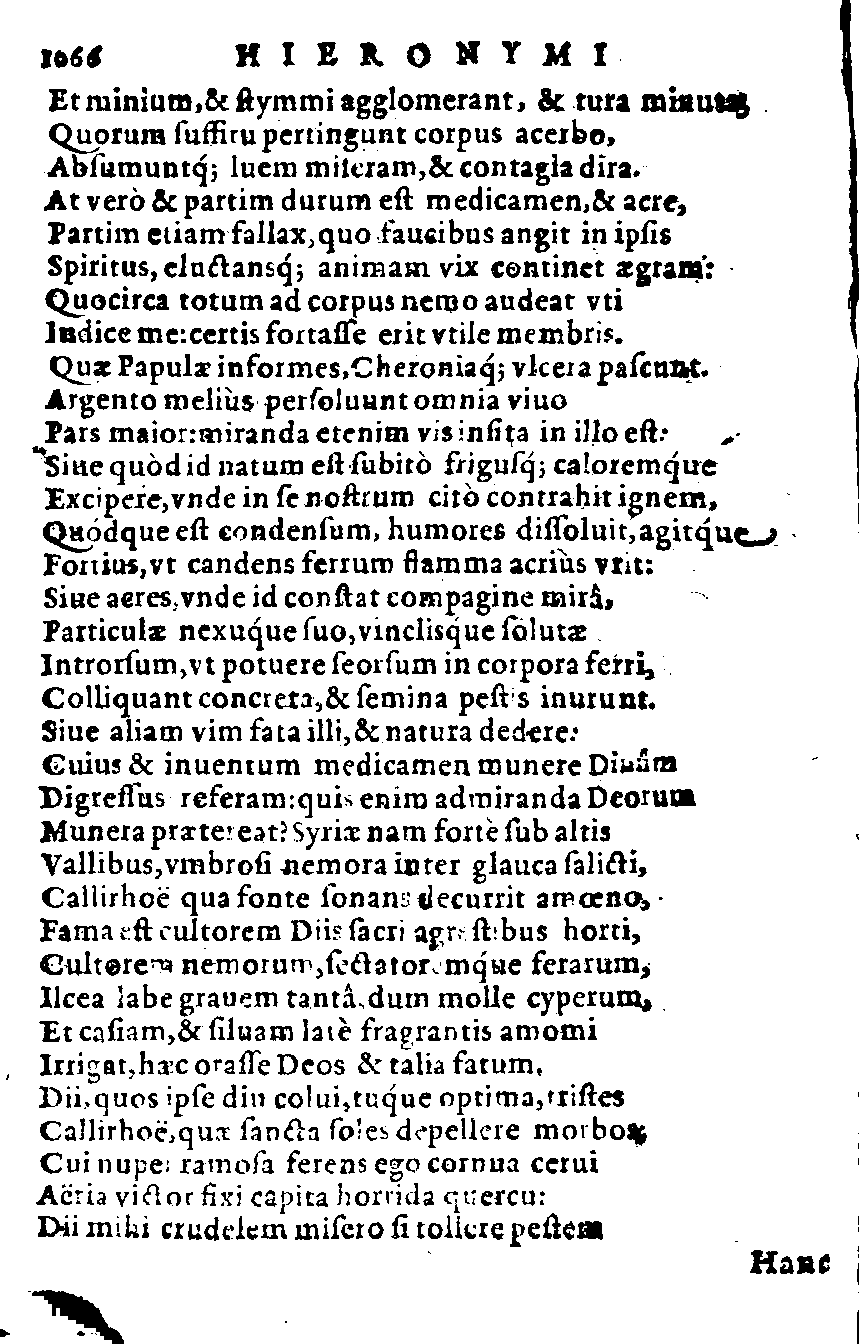 1066 HIERONYMI
Et minium,& ſtymmi agglomerant, & tura minuta,
Quorum ſuffitu pertingunt corpus acerbo,
Abſumuntq́; luem miſeram,& contagia dira.
At verò & partim durum eſt medicamen,& acre,
Partim etiam fallax,quo faucibus angit in ipſis
Spiritus, eluctansq́; animam vix continet ægram:
Quocirca totum ad corpus nemo audeat vti
Iudice me:certis fortaſſe erit vtile membris.
Quæ Papulæ informes,Cheroniaq́; vlcera paſcunt.
Argento meliùs perſoluunt omnia viuo
Pars maior:miranda etenim vis inſita in illo eſt:
Siue quòd id natum eſt ſubitò friguſq́; caloremq́ue
Excipere,vnde in ſe noſtrum citò contrahit ignem,
Quódque eſt condenſum, humores diſſoluit,agitq́ue
Fortius,vt candens ferrum flamma acriùs vrit:
Siue aeres,vnde id conſtat compagine mirâ,
Particulæ nexuq́ue ſuo,vincliſque ſolutæ
Introrſum,vt potuere ſeorſum in corpora ferri,
Colliquant concreta,& ſemina peſtis inurunt.
Siue aliam vim fata illi,& natura dedere:
Cuius & inuentum medicamen munere Diuûm
Digreſſus referam:quis enim admiranda Deorum
Munera prætereat? Syriæ nam fortè ſub altis
Vallibus,vmbroſi nemora inter glauca ſalicti,
Callirhoë qua fonte ſonans decurrit amœno,
Fama eſt cultorem Diis ſacri agreſtibus horti,
Cultorem nemorum,ſectatoremq́ue ferarum,
Ilcea labe grauem tantâ,dum molle cyperum,
Et caſiam,& ſiluam latè fragrantis amomi
Irrigat,hæc oraſſe Deos & talia fatum.
Dii,quos ipſe diu colui,tuq́ue optima,triſtes
Callirhoë,quæ ſancta ſoles depellere morbos,
Cui nuper ramoſa ferens ego cornua cerui
Aëria victor fixi capita horrida quercu:
Dii mihi crudelem miſero ſi tollere peſtem
Hanc